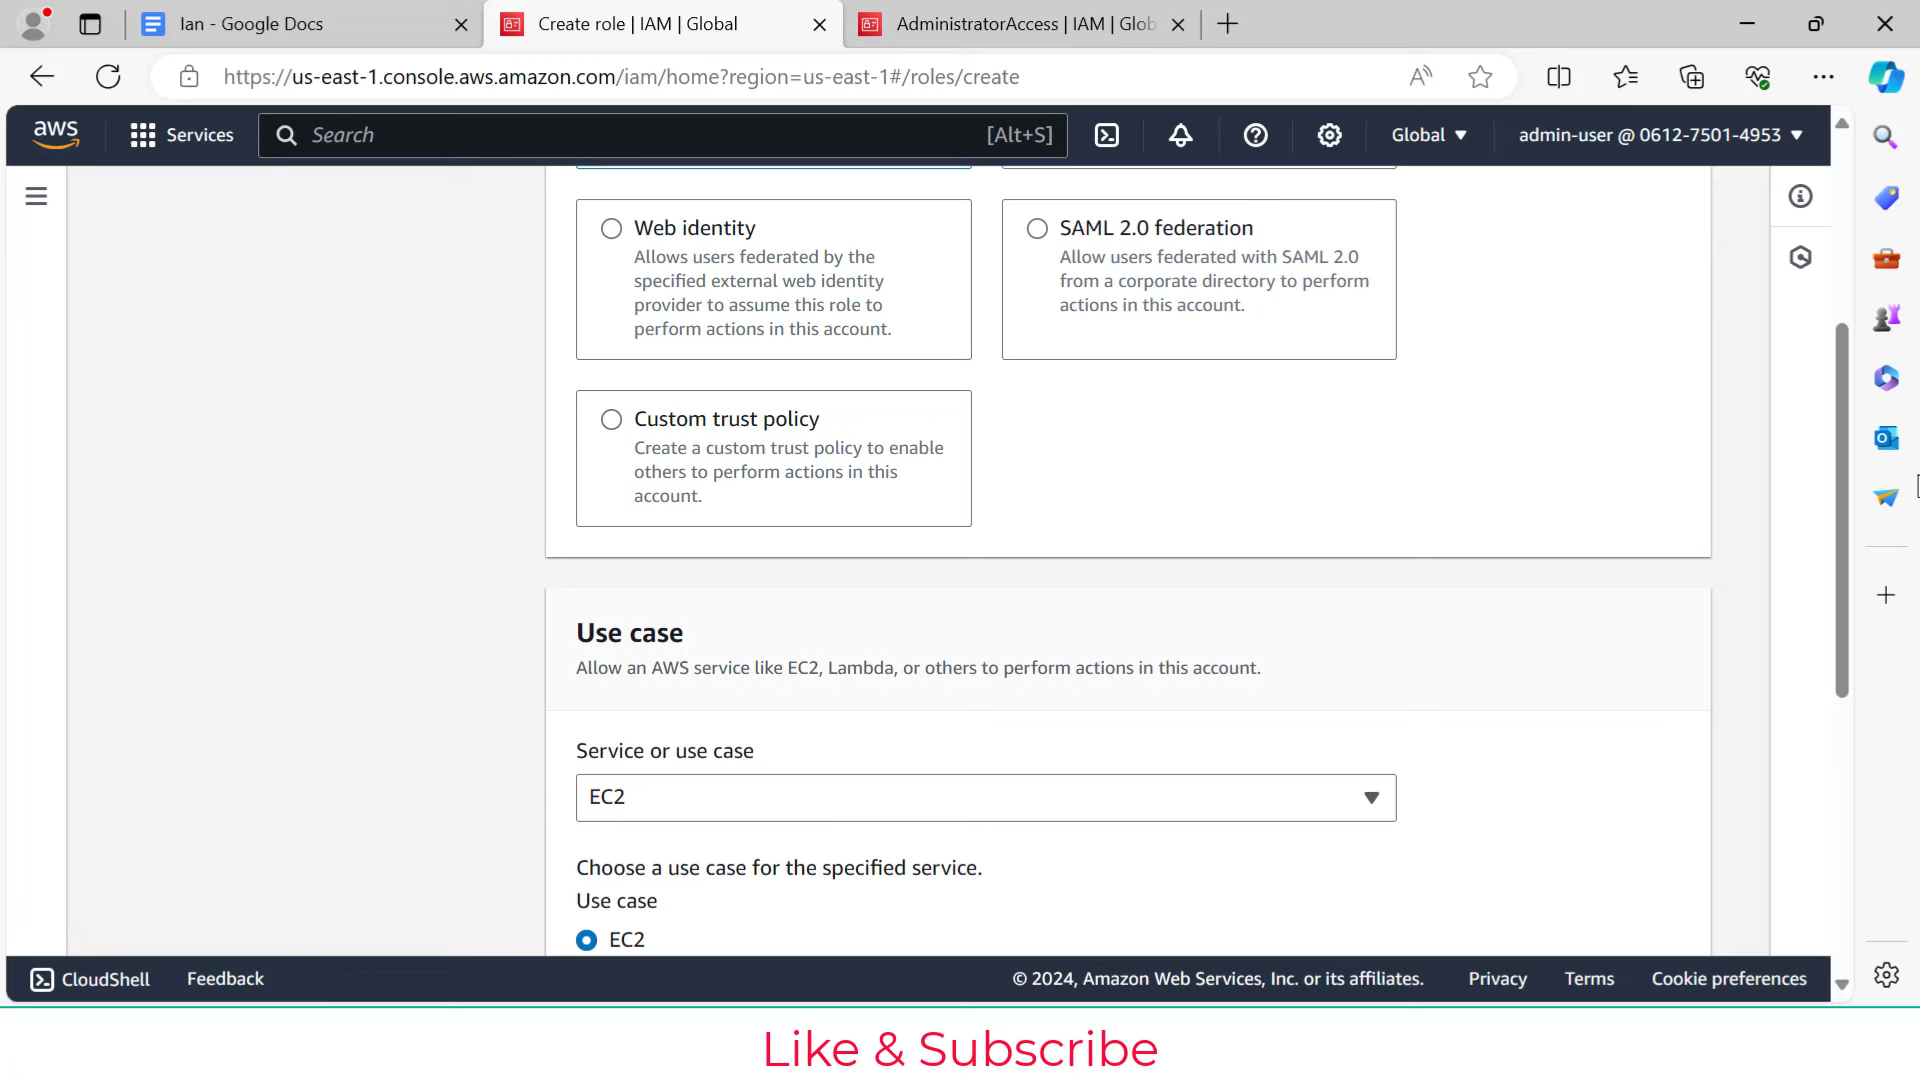 Ian - Google Docs
Create role | IAM | Global
AdministratorAccess | IAM | Glob
https://us-east-1.console.aws.amazon.com/iam/home?region=us-east-1#/roles/create
aws
Services
Search
[Alt+S]
Global
admin-user @ 0612-7501-4953
Web identity
Allows users federated by the
specified external web identity
provider to assume this role to
perform actions in this account.
SAML 2.0 federation
Allow users federated with SAML 2.0
from a corporate directory to perform
actions in this account.
Custom trust policy
Create a custom trust policy to enable
others to perform actions in this
account.
Use case
Allow an AWS service like EC2, Lambda, or others to perform actions in this account.
Service or use case
EC2
Choose a use case for the specified service.
Use case
EC2
CloudShell
Feedback
© 2024, Amazon Web Services, Inc. or its affiliates.
Privacy
Terms
Cookie preferences
Like & Subscribe